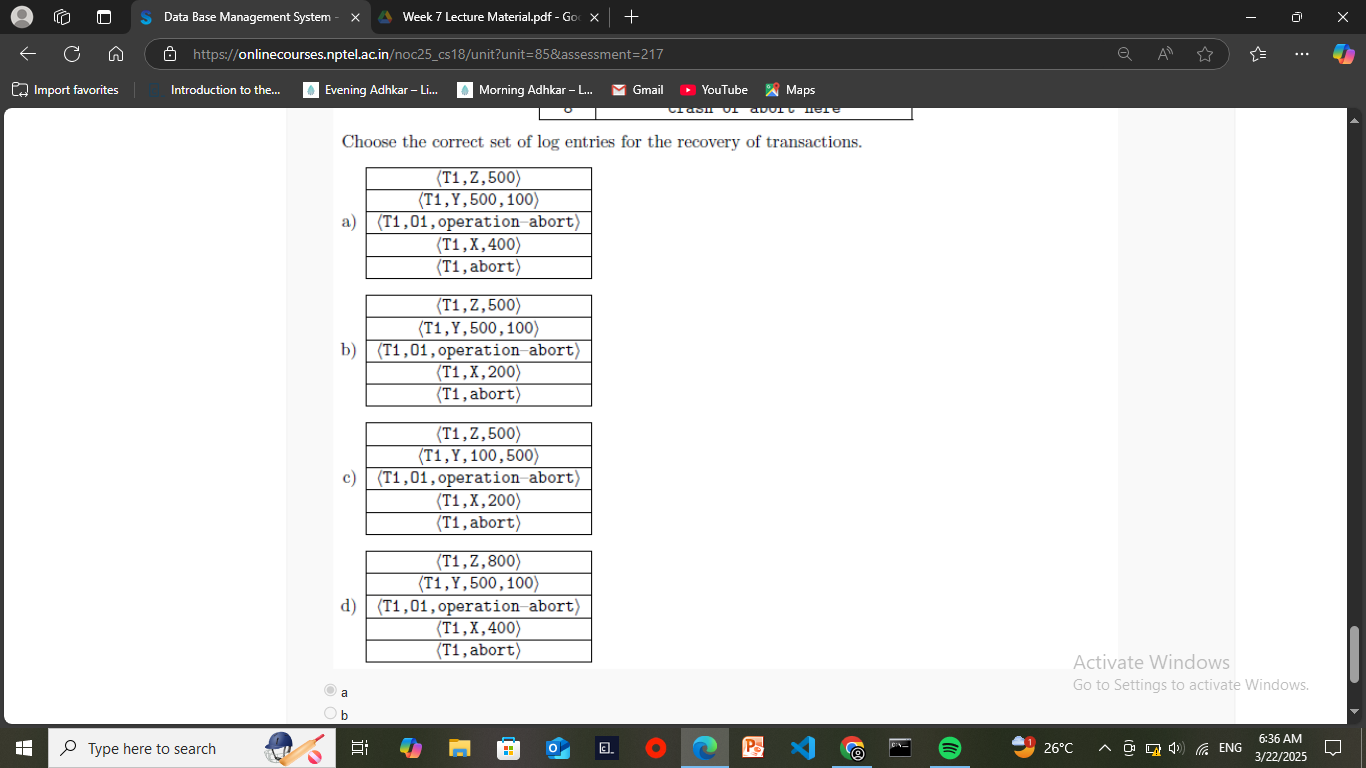 Data Base Management System -
Week 7 Lecture Material.pdf - Goo
https://onlinecourses.nptel.ac.in/noc25_cs18/unit?unit=85&assessment=217
Import favorites
Introduction to the...
Evening Adhkar – Li...
Morning Adhkar – L...
Gmail
YouTube
Maps
8 crash or abort here
Choose the correct set of log entries for the recovery of transactions.
a)
⟨T1,Z,500⟩
⟨T1,Y,500,100⟩
⟨T1,O1,operation-abort⟩
⟨T1,X,400⟩
⟨T1,abort⟩
b)
⟨T1,Z,500⟩
⟨T1,Y,500,100⟩
⟨T1,O1,operation-abort⟩
⟨T1,X,200⟩
⟨T1,abort⟩
c)
⟨T1,Z,500⟩
⟨T1,Y,100,500⟩
⟨T1,O1,operation-abort⟩
⟨T1,X,200⟩
⟨T1,abort⟩
d)
⟨T1,Z,800⟩
⟨T1,Y,500,100⟩
⟨T1,O1,operation-abort⟩
⟨T1,X,400⟩
⟨T1,abort⟩
a
b
Activate Windows
Go to Settings to activate Windows.
Type here to search
26°C
ENG
6:36 AM
3/22/2025